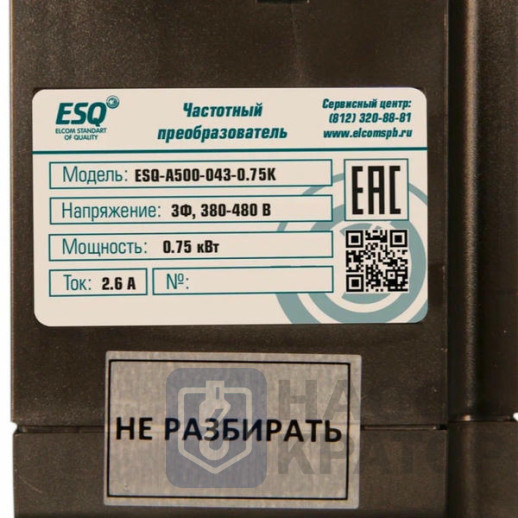 ESQ
ELCOM STANDART
OF QUALITY
Частотный
преобразователь
Сервисный центр:
(812) 320-88-81
www.elcomspb.ru
Модель: ESQ-A500-043-0.75K
Напряжение: 3Ф, 380-480 В
Мощность: 0.75 кВт
Ток: 2.6 А
№:
EAC
НЕ РАЗБИРАТЬ